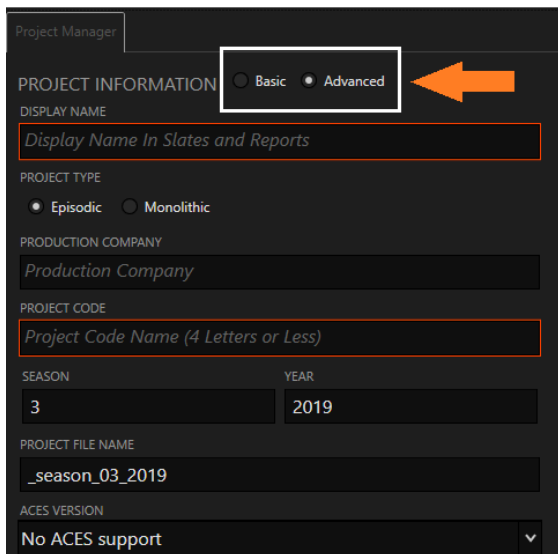 Project Manager
PROJECT INFORMATION Basic Advanced
DISPLAY NAME
Display Name In Slates and Reports
PROJECT TYPE
Episodic Monolithic
PRODUCTION COMPANY
Production Company
PROJECT CODE
Project Code Name (4 Letters or Less)
SEASON YEAR
3 2019
PROJECT FILE NAME
_season_03_2019
ACES VERSION
No ACES support